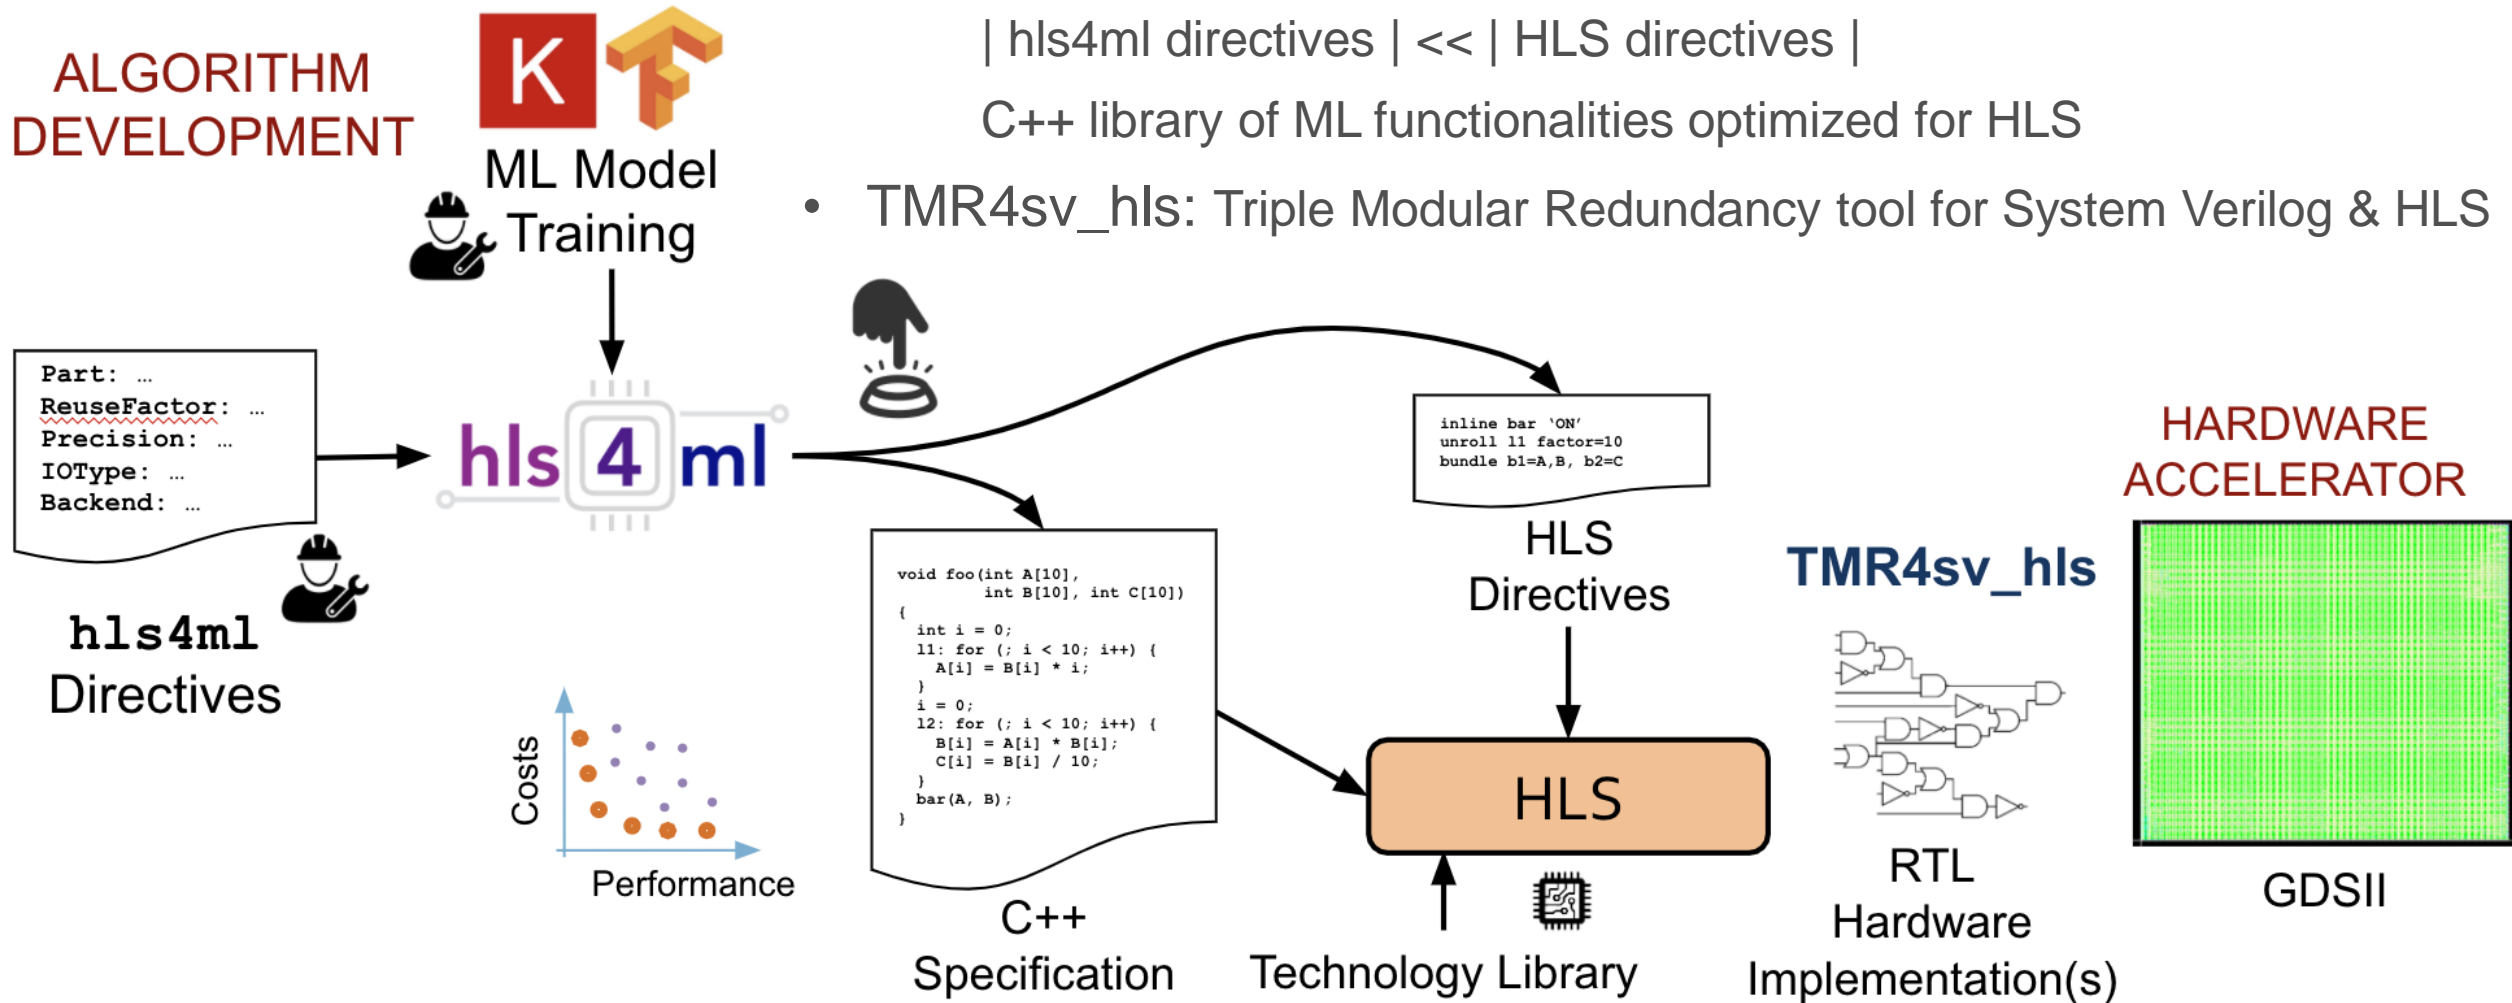 | hls4ml directives | << | HLS directives |
C++ library of ML functionalities optimized for HLS
• TMR4sv_hls: Triple Modular Redundancy tool for System Verilog & HLS
ALGORITHM
DEVELOPMENT
K
ML Model
Training
Part: …
ReuseFactor: …
Precision: …
IOType: …
Backend: …
hls4ml
Directives
hls 4 ml
Costs
Performance
void foo(int A[10],
int B[10], int C[10])
{
int i = 0;
l1: for (; i < 10; i++) {
A[i] = B[i] * i;
}
i = 0;
l2: for (; i < 10; i++) {
B[i] = A[i] * B[i];
C[i] = B[i] / 10;
}
bar(A, B);
}
C++
Specification
inline bar ‘ON’
unroll l1 factor=10
bundle b1=A,B, b2=C
HLS
Directives
HLS
Technology Library
TMR4sv_hls
RTL
Hardware
Implementation(s)
HARDWARE
ACCELERATOR
GDSII